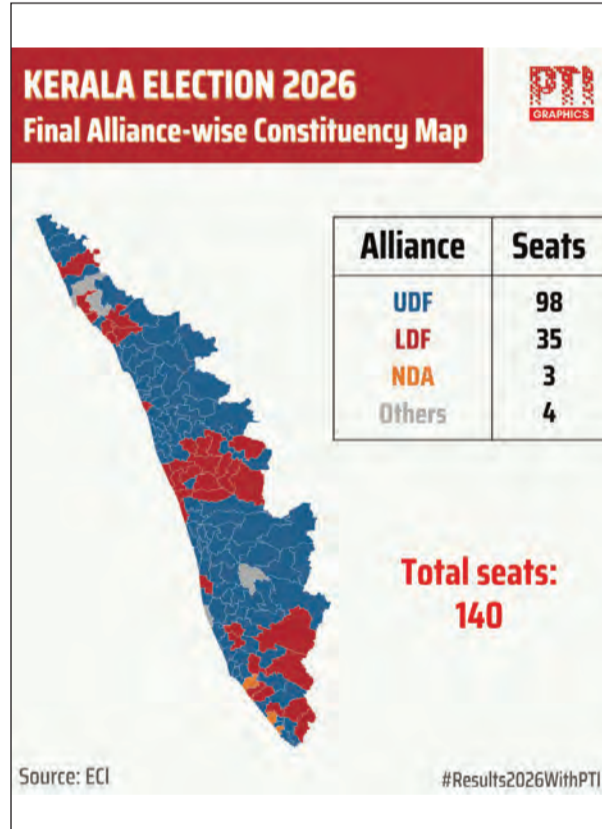 KERALA ELECTION 2026
Final Alliance-wise Constituency Map
PTI
GRAPHICS
Alliance Seats
UDF 98
LDF 35
NDA 3
Others 4
Total seats:
140
Source: ECI
#Results2026WithPTI